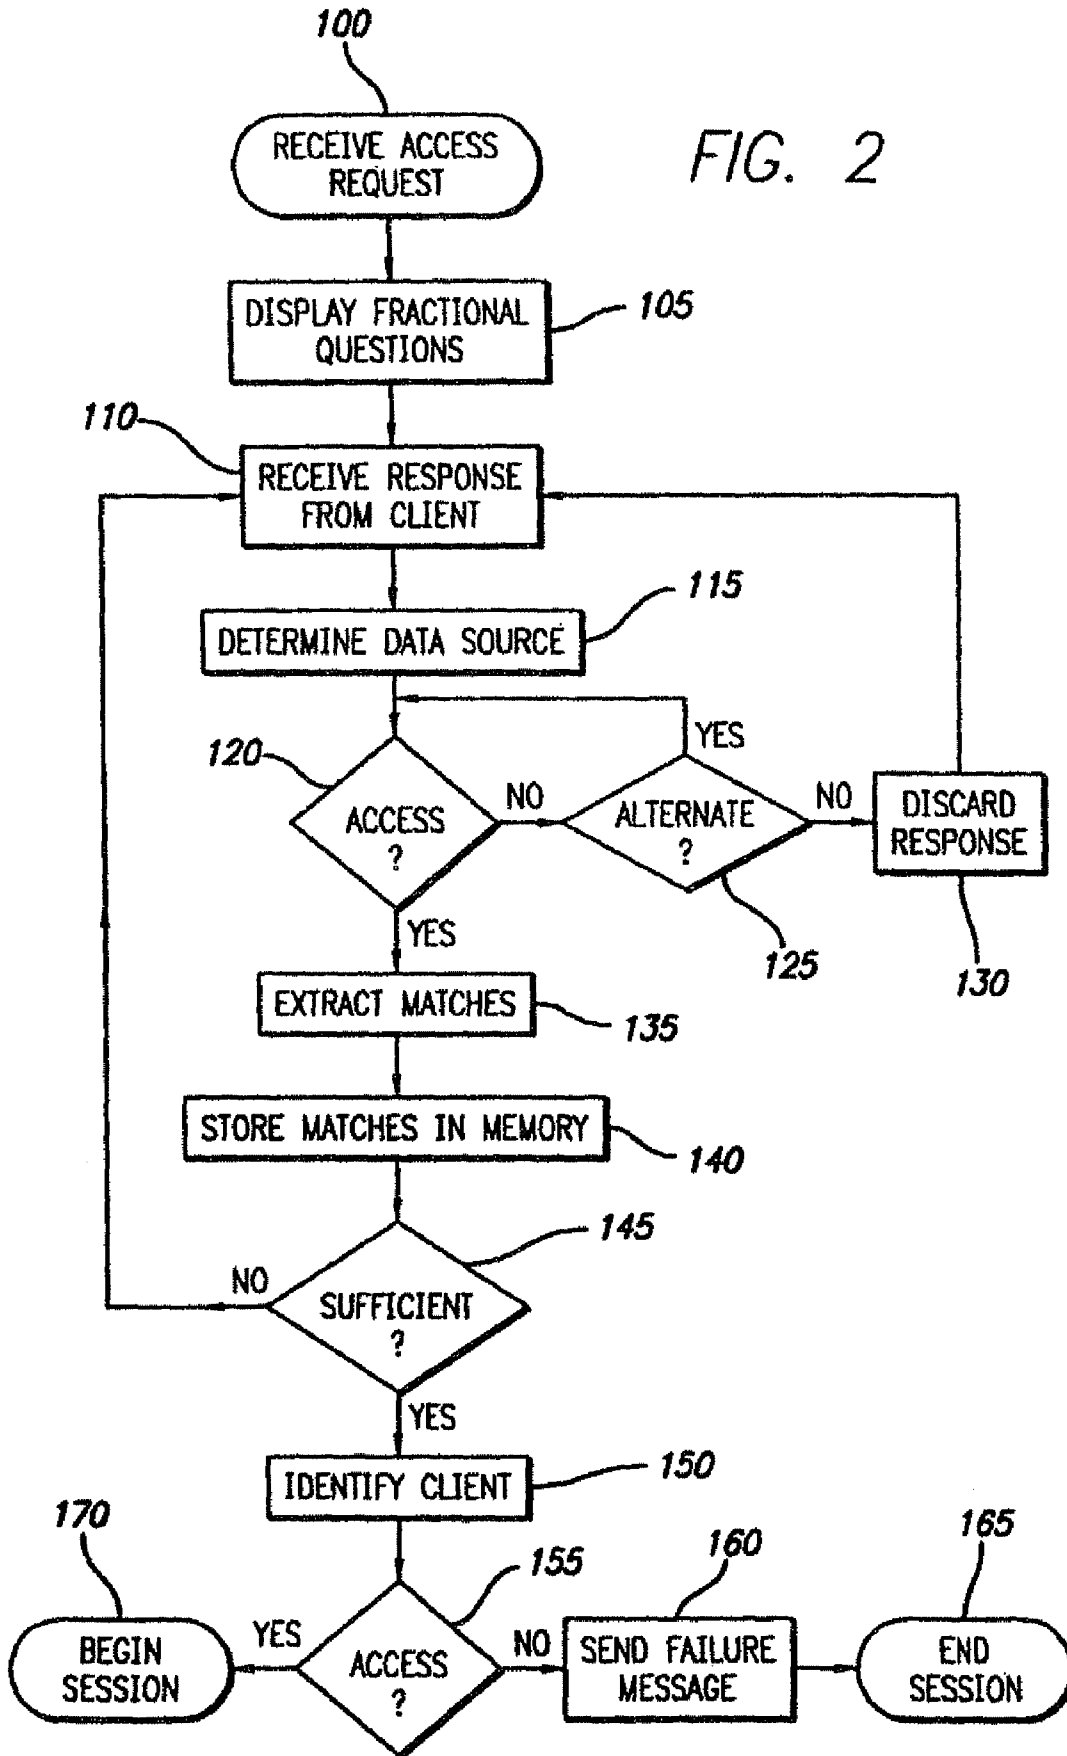 100
RECEIVE ACCESS
REQUEST
FIG. 2
DISPLAY FRACTIONAL
QUESTIONS
105
110
RECEIVE RESPONSE
FROM CLIENT
115
DETERMINE DATA SOURCE
120
ACCESS
?
NO
YES
ALTERNATE
?
NO
DISCARD
RESPONSE
YES
125
130
EXTRACT MATCHES
135
STORE MATCHES IN MEMORY
140
145
NO
SUFFICIENT
?
YES
IDENTIFY CLIENT
150
170
155
160
165
BEGIN
SESSION
YES
ACCESS
?
NO
SEND FAILURE
MESSAGE
END
SESSION